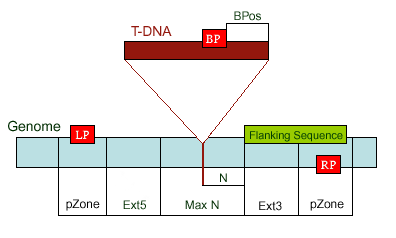 BPos
T-DNA
BP
Genome
LP
Flanking Sequence
RP
N
pZone
Ext5
Max N
Ext3
pZone